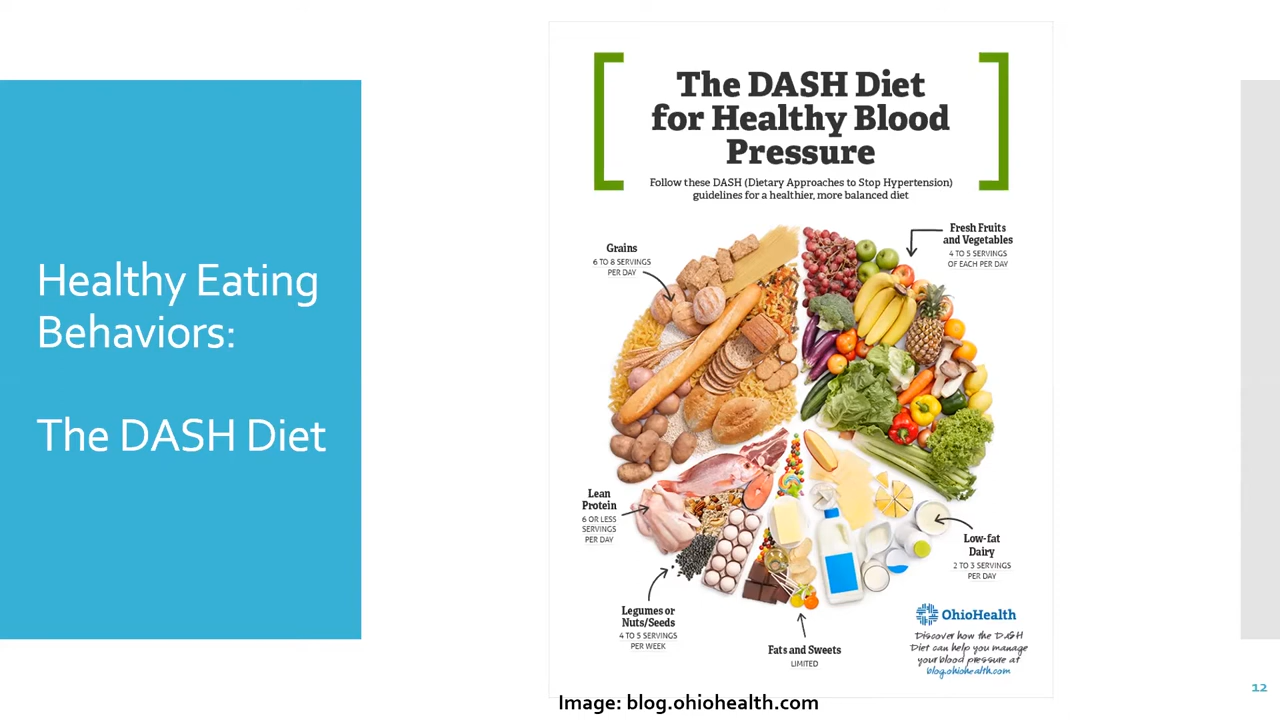 Healthy Eating
Behaviors:
The DASH Diet
The DASH Diet
for Healthy Blood
Pressure
Follow these DASH (Dietary Approaches to Stop Hypertension)
guidelines for a healthier, more balanced diet
Grains
6 TO 8 SERVINGS
PER DAY
Fresh Fruits
and Vegetables
4 TO 5 SERVINGS
OF EACH PER DAY
Lean
Protein
6 OR LESS
SERVINGS
PER DAY
Low-fat
Dairy
2 TO 3 SERVINGS
PER DAY
Legumes or
Nuts/Seeds
4 TO 5 SERVINGS
PER WEEK
Fats and Sweets
LIMITED
OhioHealth
Discover how the DASH
Diet can help you manage
your blood pressure at
blog.ohiohealth.com
Image: blog.ohiohealth.com
12